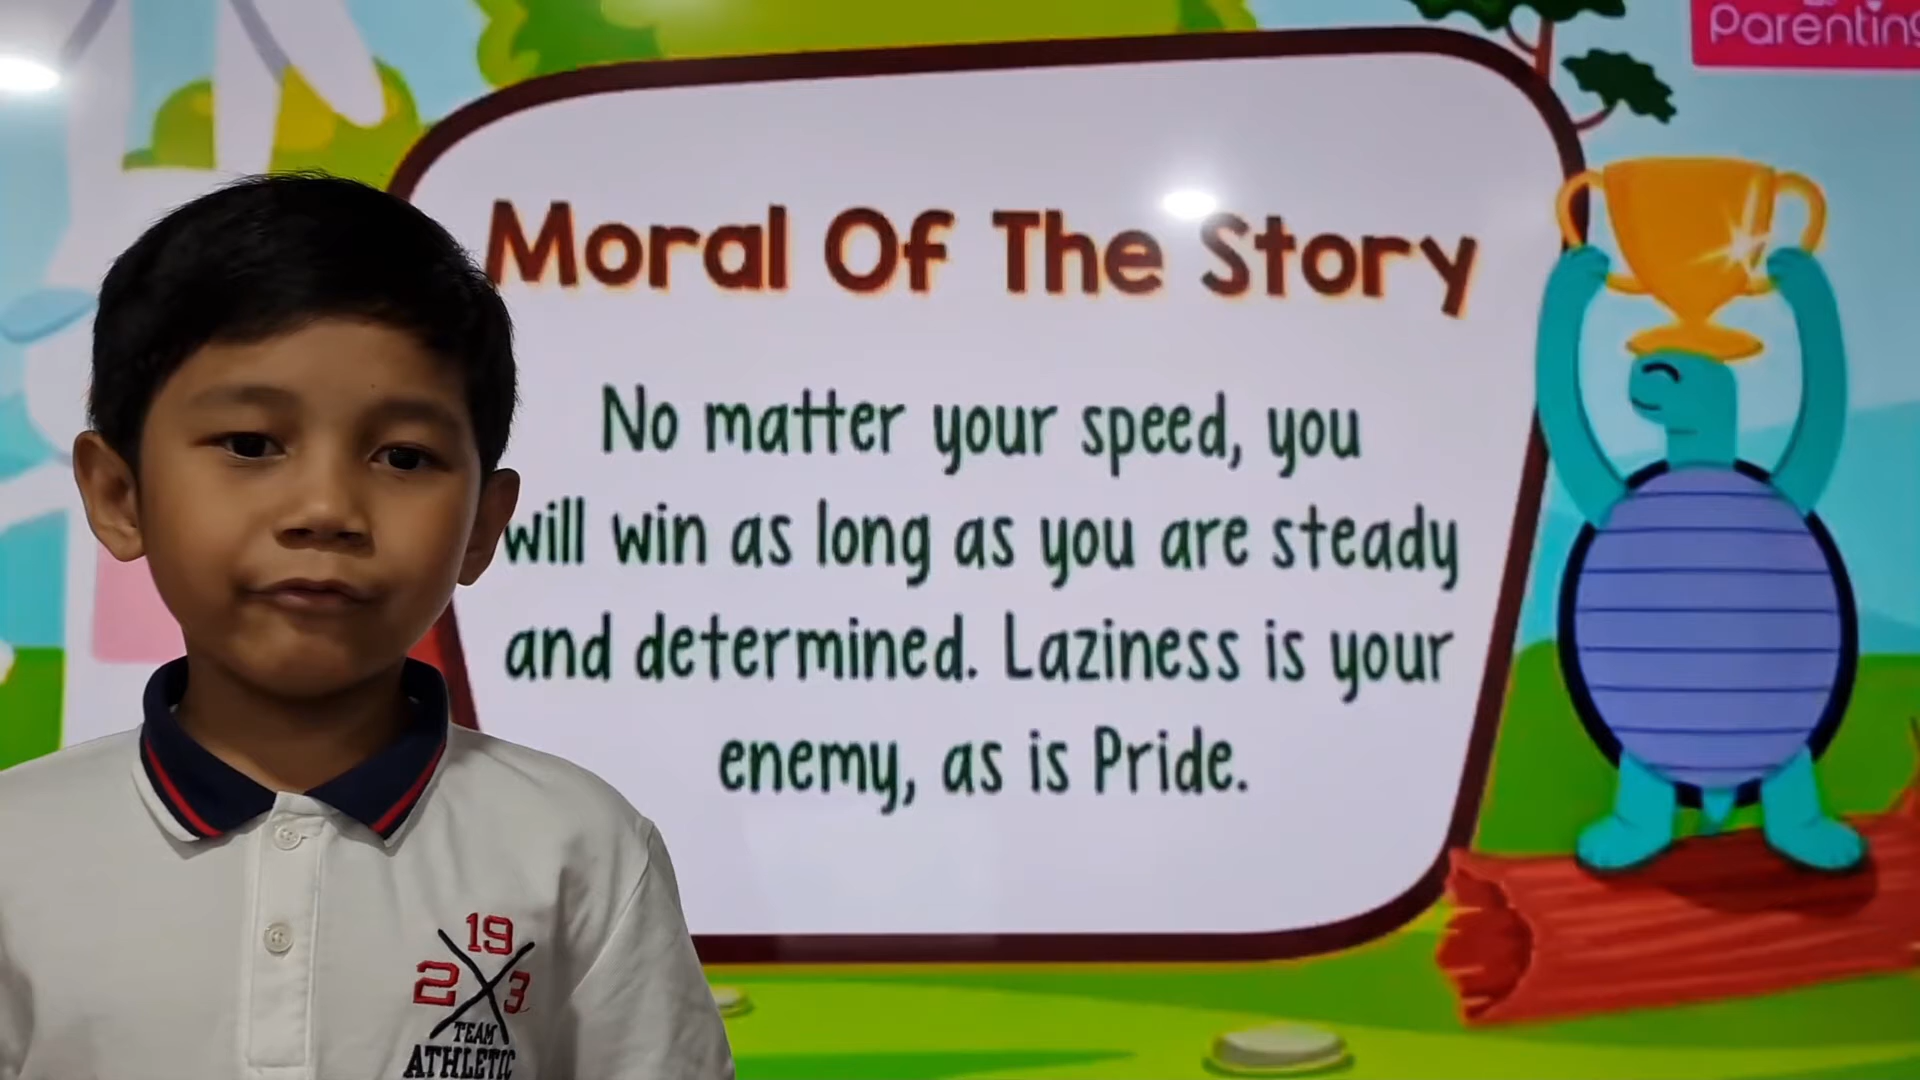 Parenting
Moral Of The Story
No matter your speed, you
will win as long as you are steady
and determined. Laziness is your
enemy, as is Pride.
19
2 3
TEAM
ATHLETIC